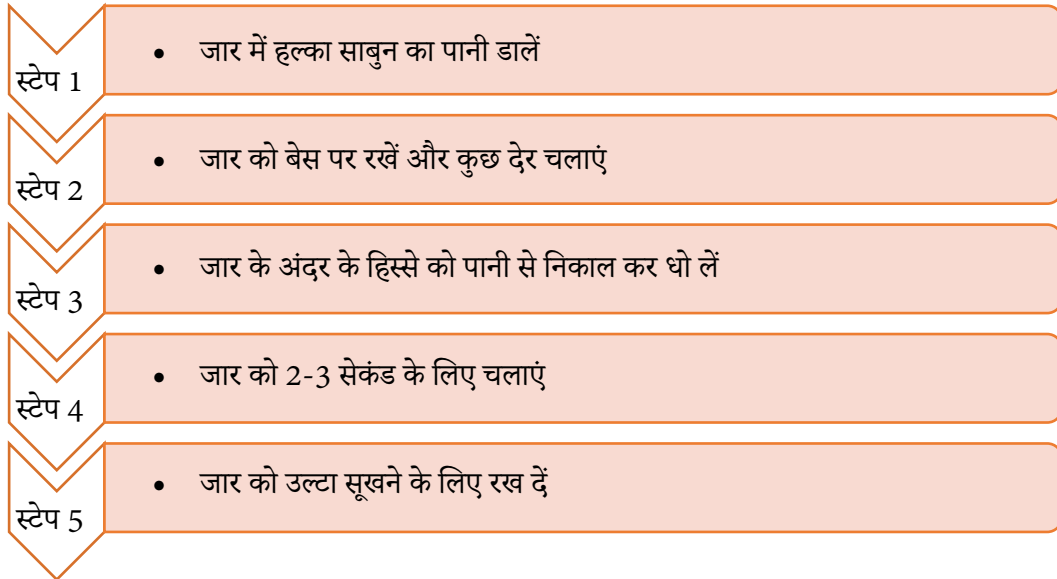 स्टेप 1
• जार में हल्का साबुन का पानी डालें
स्टेप 2
• जार को बेस पर रखें और कुछ देर चलाएं
स्टेप 3
• जार के अंदर के हिस्से को पानी से निकाल कर धो लें
स्टेप 4
• जार को 2-3 सेकंड के लिए चलाएं
स्टेप 5
• जार को उल्टा सूखने के लिए रख दें